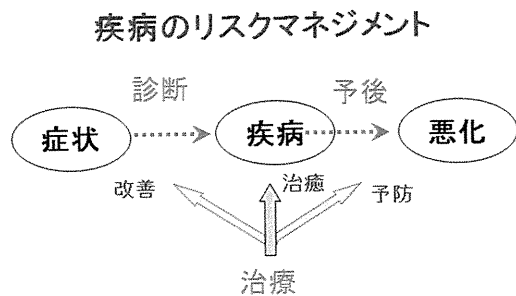 疾病のリスクマネジメント
診断 予後
症状 疾病 悪化
改善 治癒 予防
治療